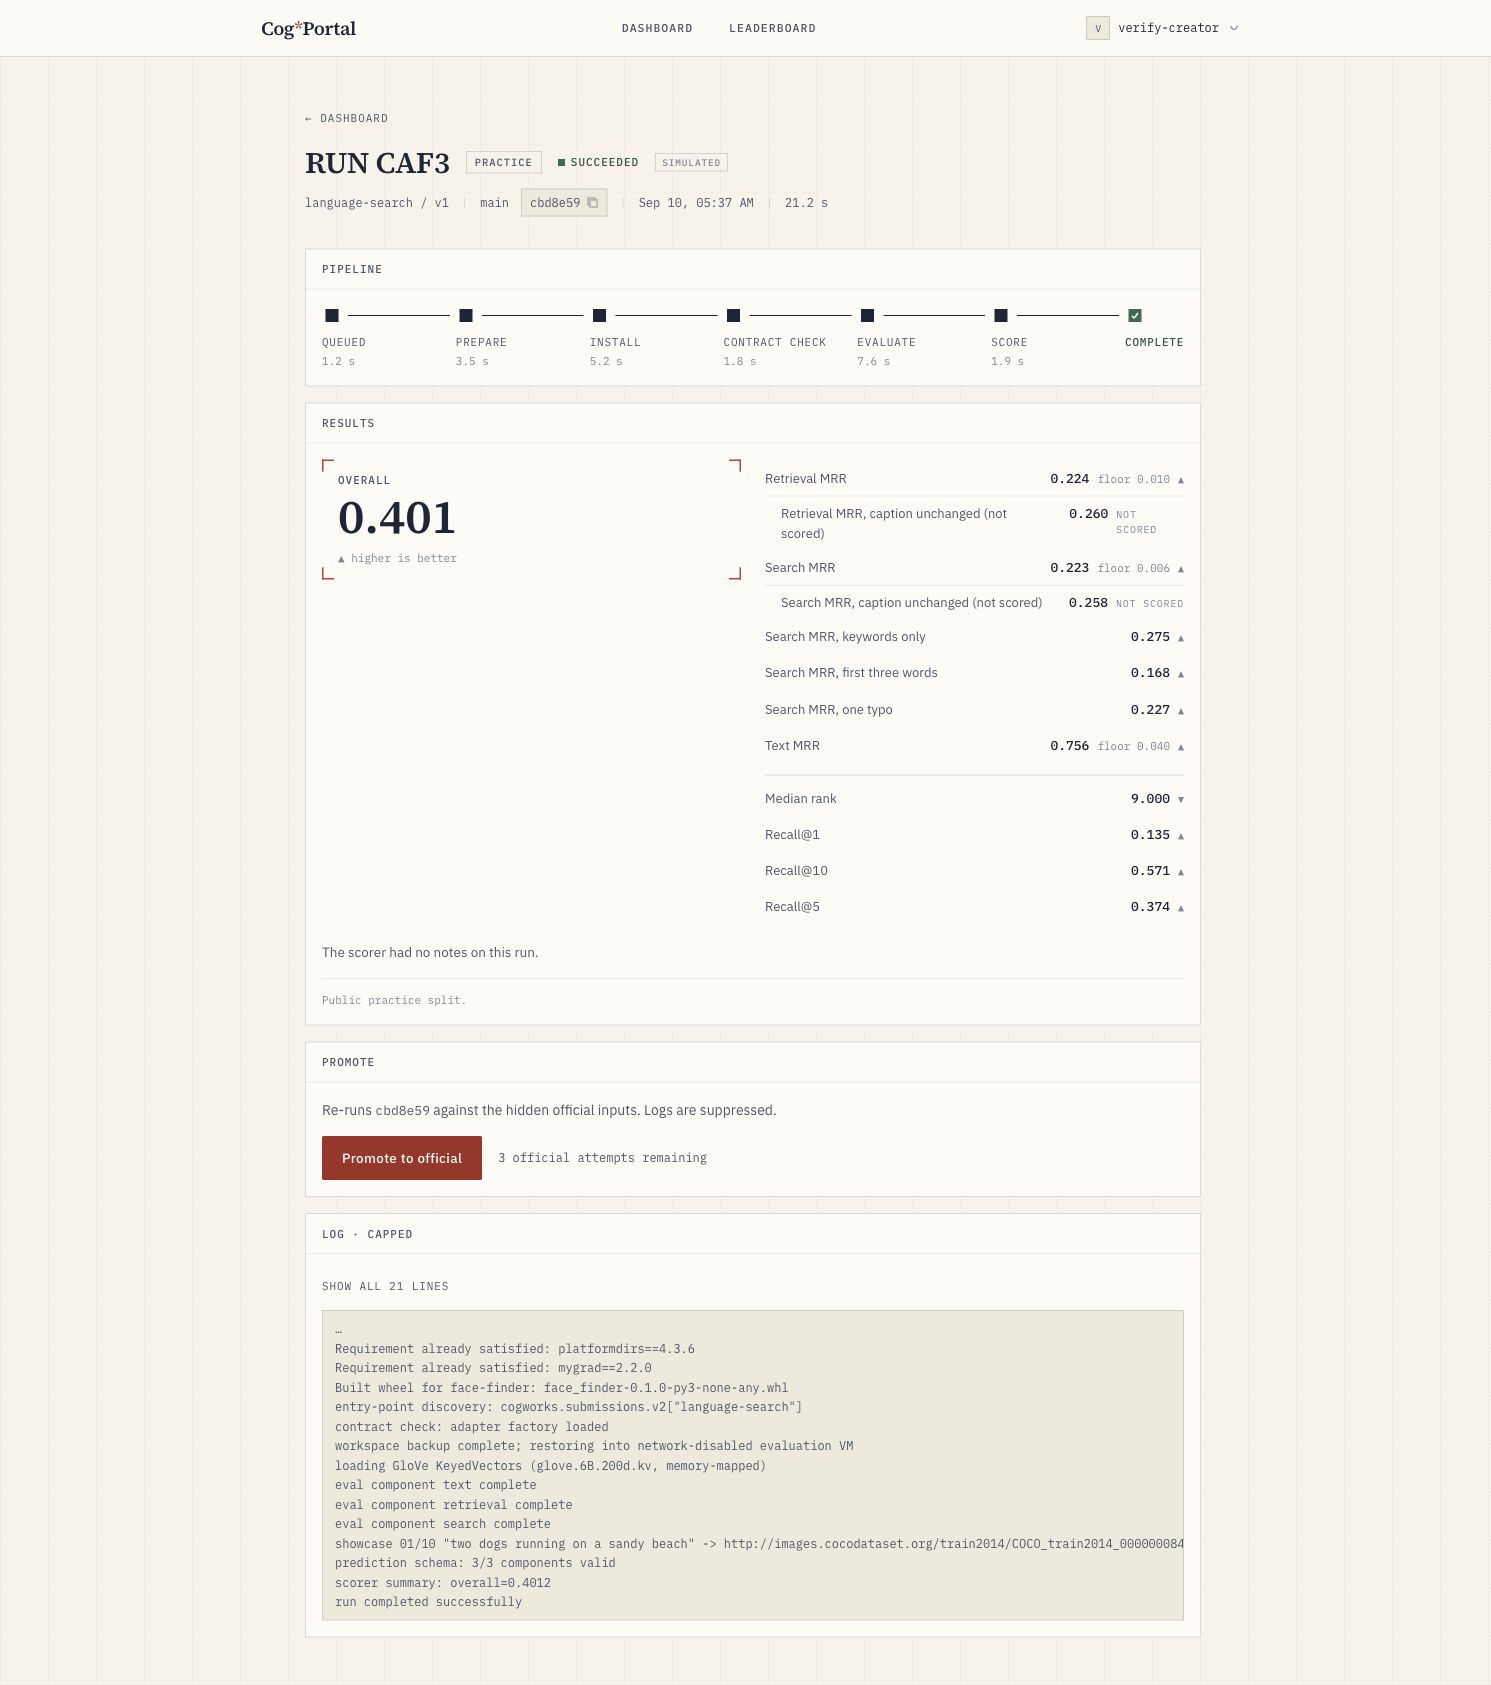 Cog*Portal
DASHBOARD LEADERBOARD
V verify-creator
← DASHBOARD
RUN CAF3 PRACTICE SUCCEEDED SIMULATED
language-search / v1 | main cbd8e59 | Sep 10, 05:37 AM | 21.2 s
PIPELINE
QUEUED PREPARE INSTALL CONTRACT CHECK EVALUATE SCORE COMPLETE
1.2 s 3.5 s 5.2 s 1.8 s 7.6 s 1.9 s
RESULTS
OVERALL
0.401
▲ higher is better
Retrieval MRR 0.224 floor 0.010 ▲
Retrieval MRR, caption unchanged (not scored) 0.260 NOT SCORED
Search MRR 0.223 floor 0.006 ▲
Search MRR, caption unchanged (not scored) 0.258 NOT SCORED
Search MRR, keywords only 0.275 ▲
Search MRR, first three words 0.168 ▲
Search MRR, one typo 0.227 ▲
Text MRR 0.756 floor 0.040 ▲
Median rank 9.000 ▼
Recall@1 0.135 ▲
Recall@10 0.571 ▲
Recall@5 0.374 ▲
The scorer had no notes on this run.
Public practice split.
PROMOTE
Re-runs cbd8e59 against the hidden official inputs. Logs are suppressed.
Promote to official 3 official attempts remaining
LOG · CAPPED
SHOW ALL 21 LINES
…
Requirement already satisfied: platformdirs==4.3.6
Requirement already satisfied: mygrad==2.2.0
Built wheel for face-finder: face_finder-0.1.0-py3-none-any.whl
entry-point discovery: cogworks.submissions.v2["language-search"]
contract check: adapter factory loaded
workspace backup complete; restoring into network-disabled evaluation VM
loading GloVe KeyedVectors (glove.6B.200d.kv, memory-mapped)
eval component text complete
eval component retrieval complete
eval component search complete
showcase 01/10 "two dogs running on a sandy beach" -> http://images.cocodataset.org/train2014/COCO_train2014_000000084
prediction schema: 3/3 components valid
scorer summary: overall=0.4012
run completed successfully